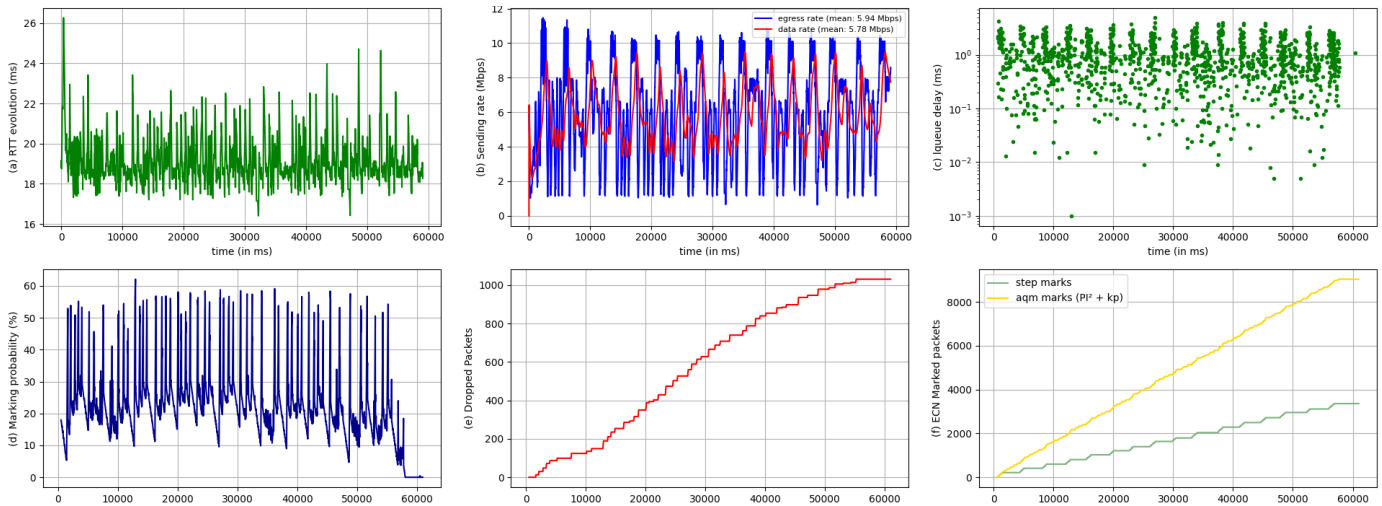 (a) RTT evolution (ms)
26
24
22
20
18
16
0 10000 20000 30000 40000 50000 60000
time (in ms)
(b) Sending rate (Mbps)
12
10
8
6
4
2
0
egress rate (mean: 5.94 Mbps)
data rate (mean: 5.78 Mbps)
0 10000 20000 30000 40000 50000 60000
time (in ms)
(c) lqueue delay (ms)
10⁰
10⁻¹
10⁻²
10⁻³
0 10000 20000 30000 40000 50000 60000
time (in ms)
(d) Marking probability (%)
60
50
40
30
20
10
0
0 10000 20000 30000 40000 50000 60000
(e) Dropped Packets
1000
800
600
400
200
0
0 10000 20000 30000 40000 50000 60000
(f) ECN Marked packets
8000
6000
4000
2000
0
step marks
aqm marks (PI² + kp)
0 10000 20000 30000 40000 50000 60000